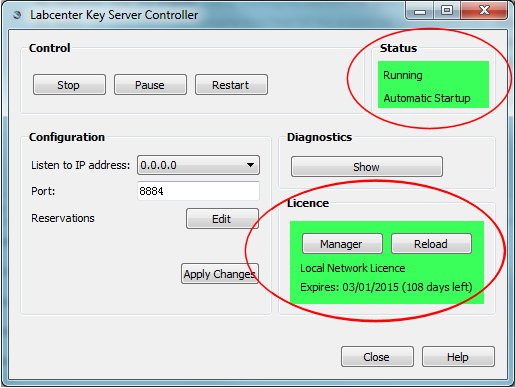 Labcenter Key Server Controller
Control
Status
Stop
Pause
Restart
Running
Automatic Startup
Configuration
Diagnostics
Listen to IP address:
0.0.0.0
Show
Port:
8884
Reservations
Edit
Licence
Manager
Reload
Apply Changes
Local Network Licence
Expires: 03/01/2015 (108 days left)
Close
Help